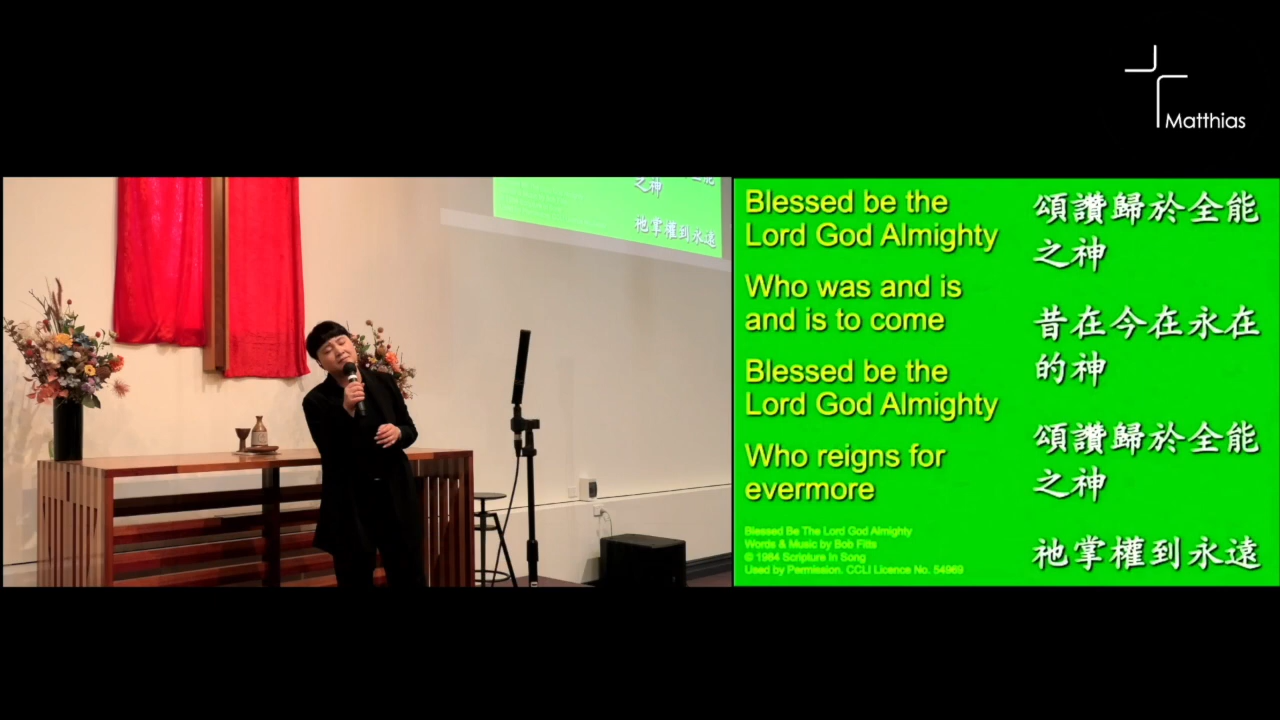 Matthias
之神
祂掌權到永遠
Blessed be the
Lord God Almighty
Who was and is
and is to come
Blessed be the
Lord God Almighty
Who reigns for
evermore
Blessed Be The Lord God Almighty
Words & Music by Bob Fitts
© 1984 Scripture In Song
Used by Permission. CCLI Licence No. 54969
頌讚歸於全能
之神
昔在今在永在
的神
頌讚歸於全能
之神
祂掌權到永遠